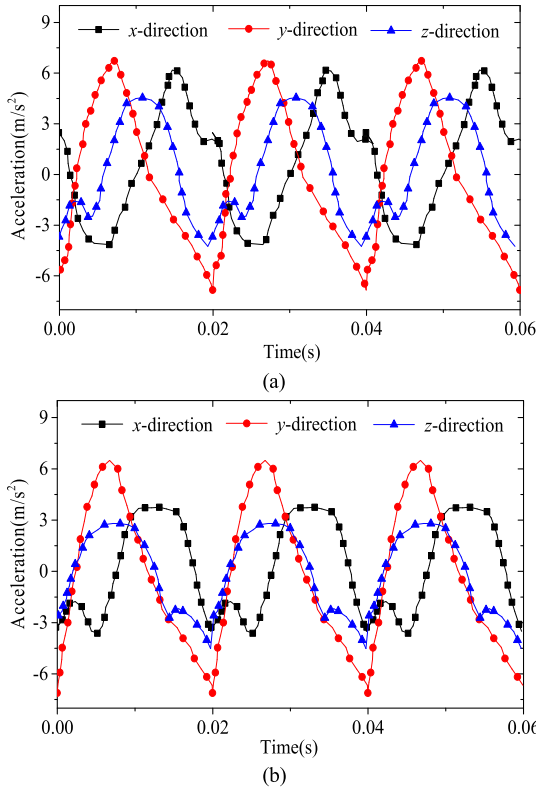 x-direction y-direction z-direction
9
6
3
0
-3
-6
Acceleration(m/s²)
0.00 0.02 0.04 0.06
Time(s)
(a)
x-direction y-direction z-direction
9
6
3
0
-3
-6
Acceleration(m/s²)
0.00 0.02 0.04 0.06
Time(s)
(b)